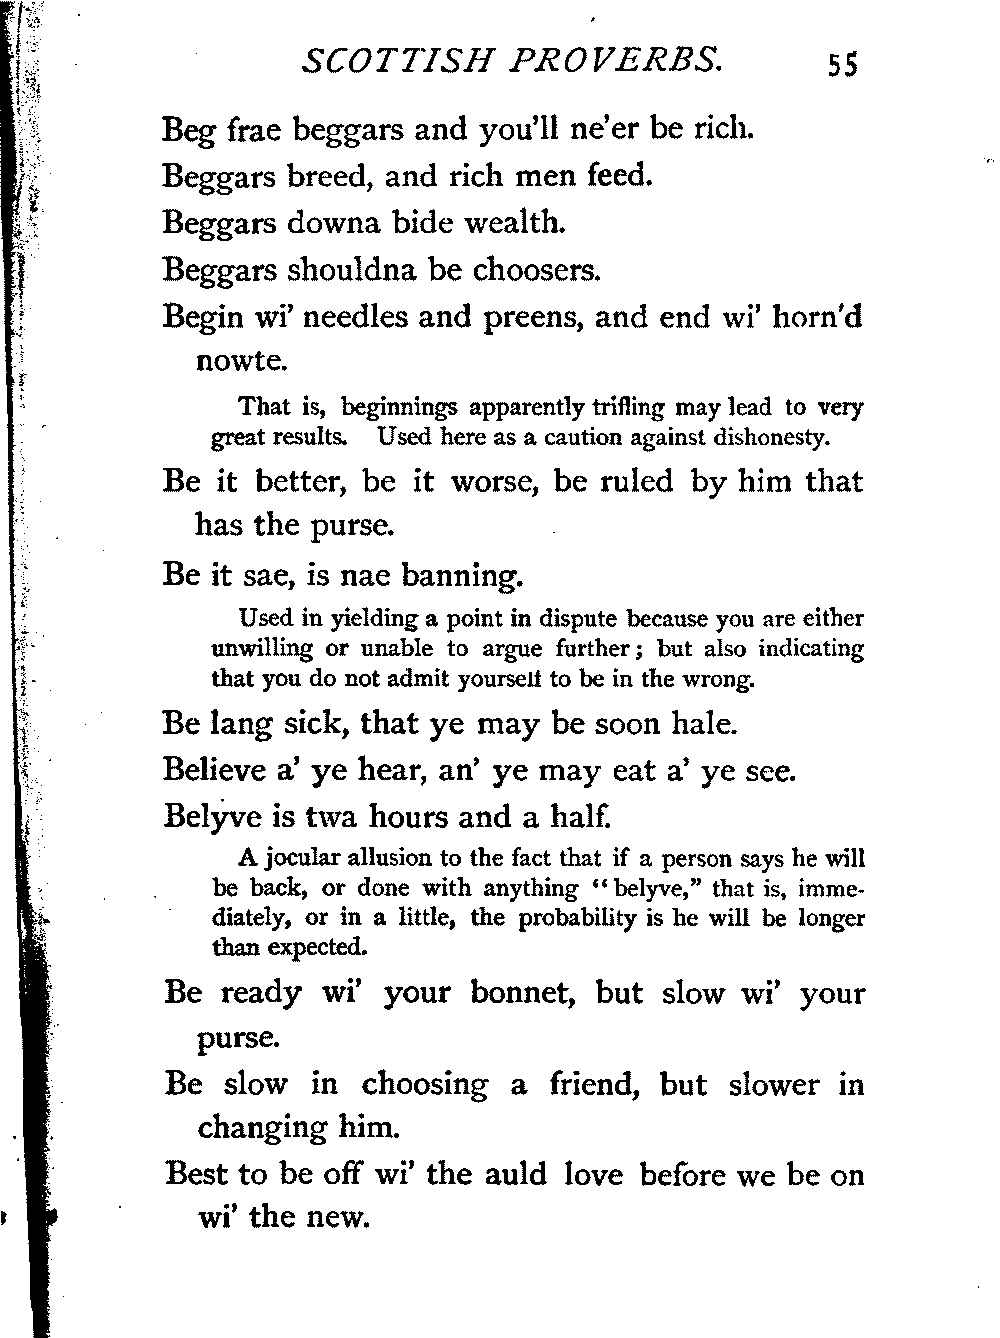 SCOTTISH PROVERBS. 55
Beg frae beggars and you'll ne'er be rich.
Beggars breed, and rich men feed.
Beggars downa bide wealth.
Beggars shouldna be choosers.
Begin wi' needles and preens, and end wi' horn'd
nowte.
That is, beginnings apparently trifling may lead to very
great results. Used here as a caution against dishonesty.
Be it better, be it worse, be ruled by him that
has the purse.
Be it sae, is nae banning.
Used in yielding a point in dispute because you are either
unwilling or unable to argue further; but also indicating
that you do not admit yourself to be in the wrong.
Be lang sick, that ye may be soon hale.
Believe a' ye hear, an' ye may eat a' ye see.
Belyve is twa hours and a half.
A jocular allusion to the fact that if a person says he will
be back, or done with anything "belyve," that is, imme-
diately, or in a little, the probability is he will be longer
than expected.
Be ready wi' your bonnet, but slow wi' your
purse.
Be slow in choosing a friend, but slower in
changing him.
Best to be off wi' the auld love before we be on
wi' the new.